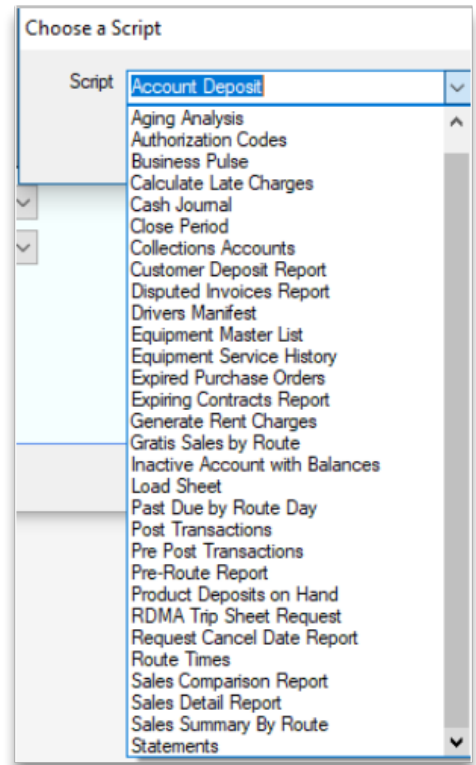 Choose a Script
Script Account Deposit
Aging Analysis
Authorization Codes
Business Pulse
Calculate Late Charges
Cash Journal
Close Period
Collections Accounts
Customer Deposit Report
Disputed Invoices Report
Drivers Manifest
Equipment Master List
Equipment Service History
Expired Purchase Orders
Expiring Contracts Report
Generate Rent Charges
Gratis Sales by Route
Inactive Account with Balances
Load Sheet
Past Due by Route Day
Post Transactions
Pre Post Transactions
Pre-Route Report
Product Deposits on Hand
RDMA Trip Sheet Request
Request Cancel Date Report
Route Times
Sales Comparison Report
Sales Detail Report
Sales Summary By Route
Statements